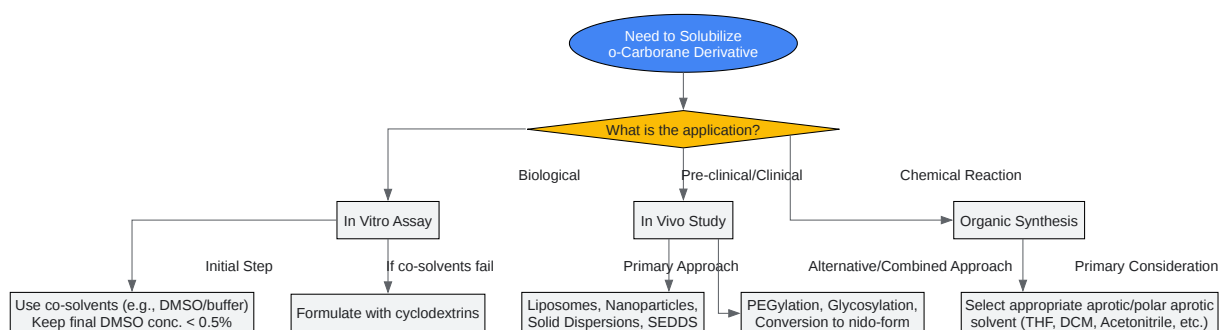 Need to Solubilize
o-Carborane Derivative
What is the application?
Biological
Pre-clinical/Clinical
Chemical Reaction
In Vitro Assay
In Vivo Study
Organic Synthesis
Initial Step
If co-solvents fail
Primary Approach
Alternative/Combined Approach
Primary Consideration
Use co-solvents (e.g., DMSO/buffer)
Keep final DMSO conc. < 0.5%
Formulate with cyclodextrins
Liposomes, Nanoparticles,
Solid Dispersions, SEDDS
PEGylation, Glycosylation,
Conversion to nido-form
Select appropriate aprotic/polar aprotic
solvent (THF, DCM, Acetonitrile, etc.)